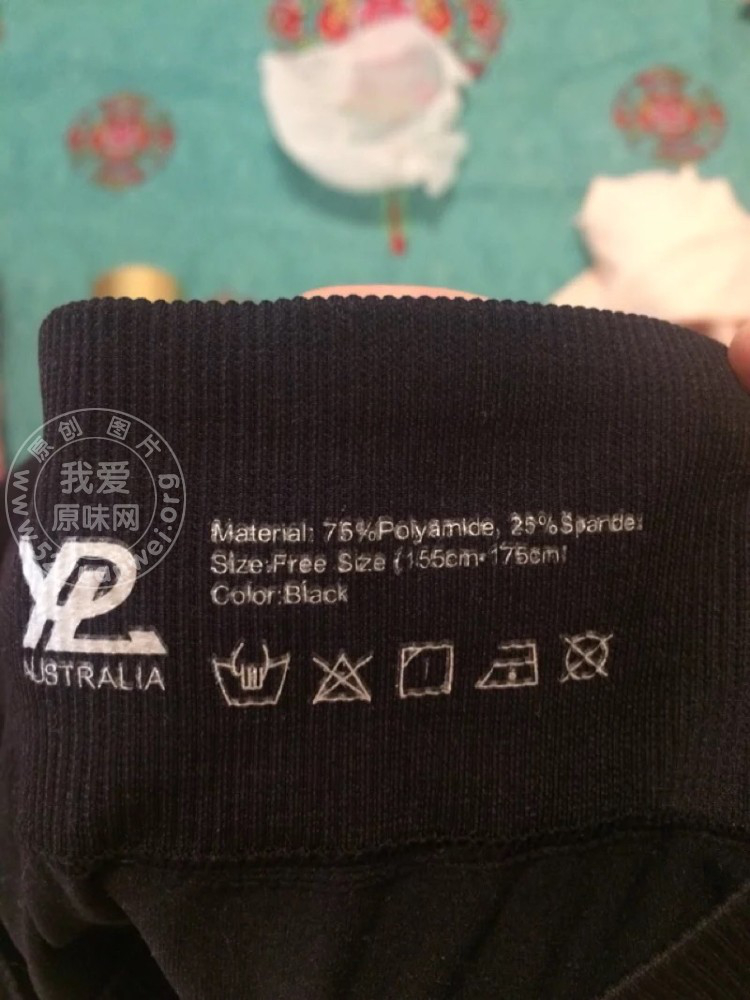 原创图片
我爱
原味网
YPL
AUSTRALIA
Material: 75%Polyamide, 25%Spandex
Size:Free Size (155cm-175cm)
Color:Black